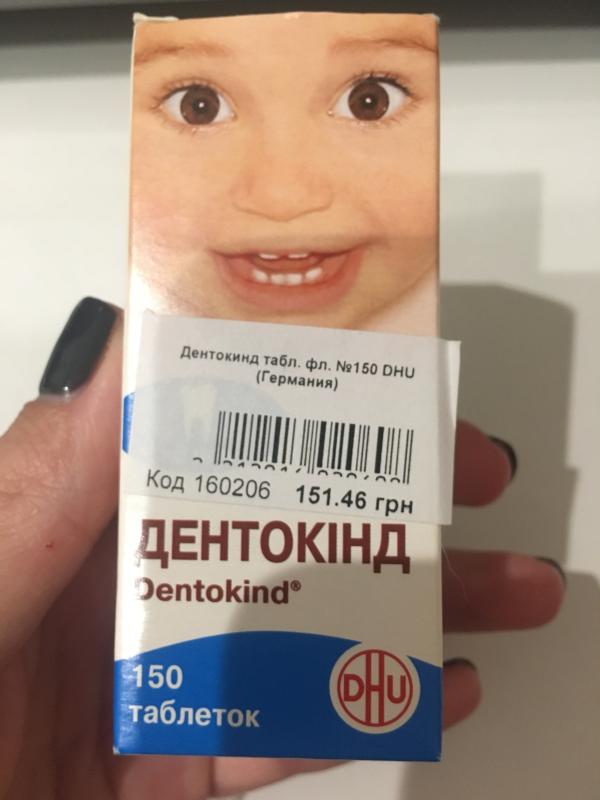 Дентокинд табл. фл. №150 DHU
(Германия)
Код 160206 151.46 грн
ДЕНТОКІНД
Dentokind®
150
таблеток
DHU